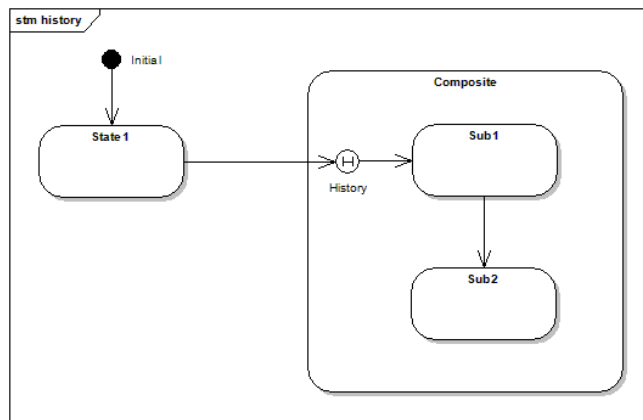 stm history
Initial
Composite
State1
Sub1
H
History
Sub2